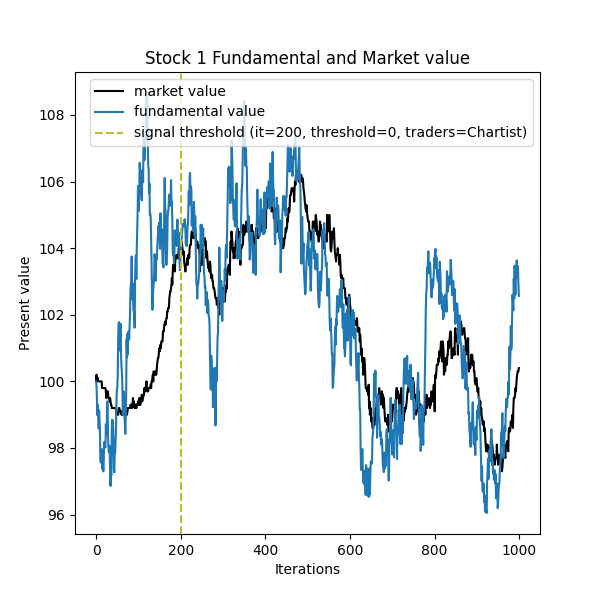 Stock 1 Fundamental and Market value
market value
fundamental value
signal threshold (it=200, threshold=0, traders=Chartist)
108
106
104
102
100
98
96
Present value
0 200 400 600 800 1000
Iterations